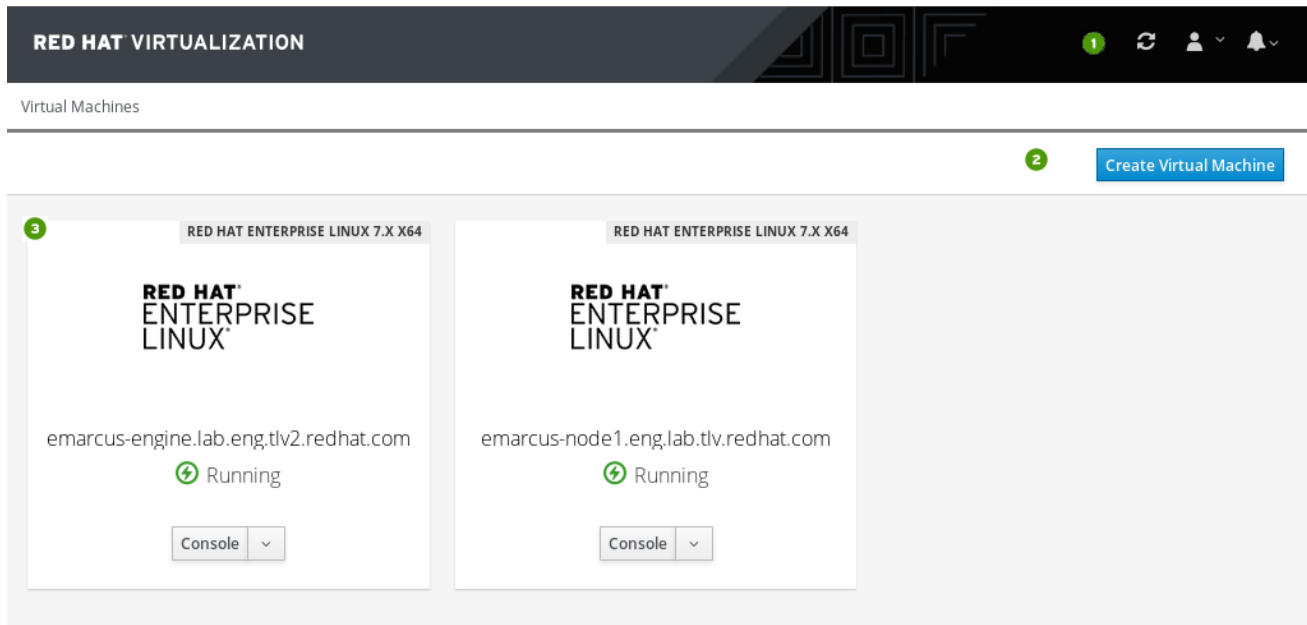 RED HAT VIRTUALIZATION
1
Virtual Machines
2
Create Virtual Machine
3
RED HAT ENTERPRISE LINUX 7.X X64
RED HAT
ENTERPRISE
LINUX
emarcus-engine.lab.eng.tlv2.redhat.com
Running
Console
RED HAT ENTERPRISE LINUX 7.X X64
RED HAT
ENTERPRISE
LINUX
emarcus-node1.eng.lab.tlv.redhat.com
Running
Console